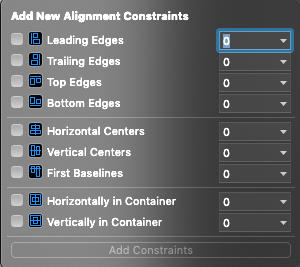 Add New Alignment Constraints
Leading Edges 0
Trailing Edges 0
Top Edges 0
Bottom Edges 0
Horizontal Centers 0
Vertical Centers 0
First Baselines 0
Horizontally in Container 0
Vertically in Container 0
Add Constraints